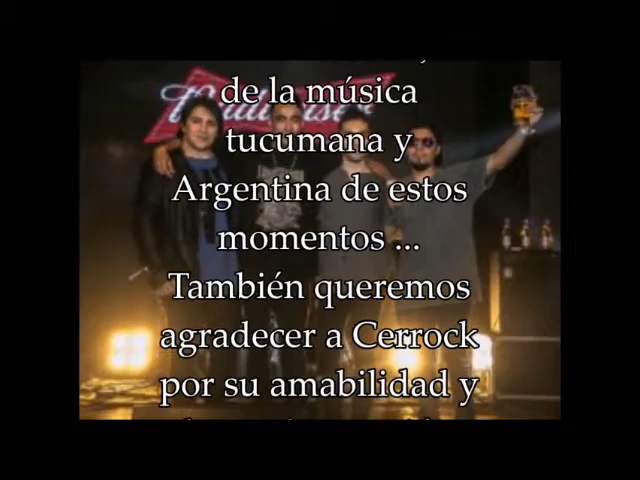 de la música
tucumana y
Argentina de estos
momentos ...
También queremos
agradecer a Cerrock
por su amabilidad y